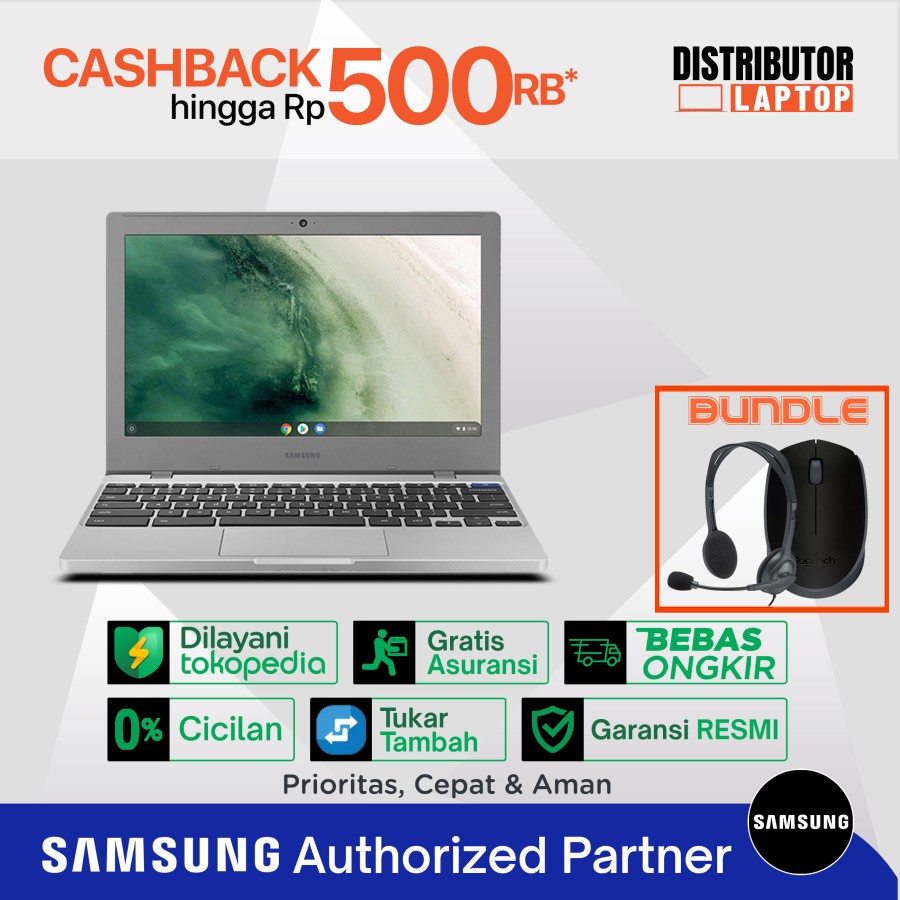 CASHBACK
hingga Rp 500RB*
DISTRIBUTOR
LAPTOP
SAMSUNG
BUNDLE
logitech
Dilayani
tokopedia
Gratis
Asuransi
BEBAS
ONGKIR
0% Cicilan
Tukar
Tambah
Garansi RESMI
Prioritas, Cepat & Aman
SAMSUNG Authorized Partner
SAMSUNG